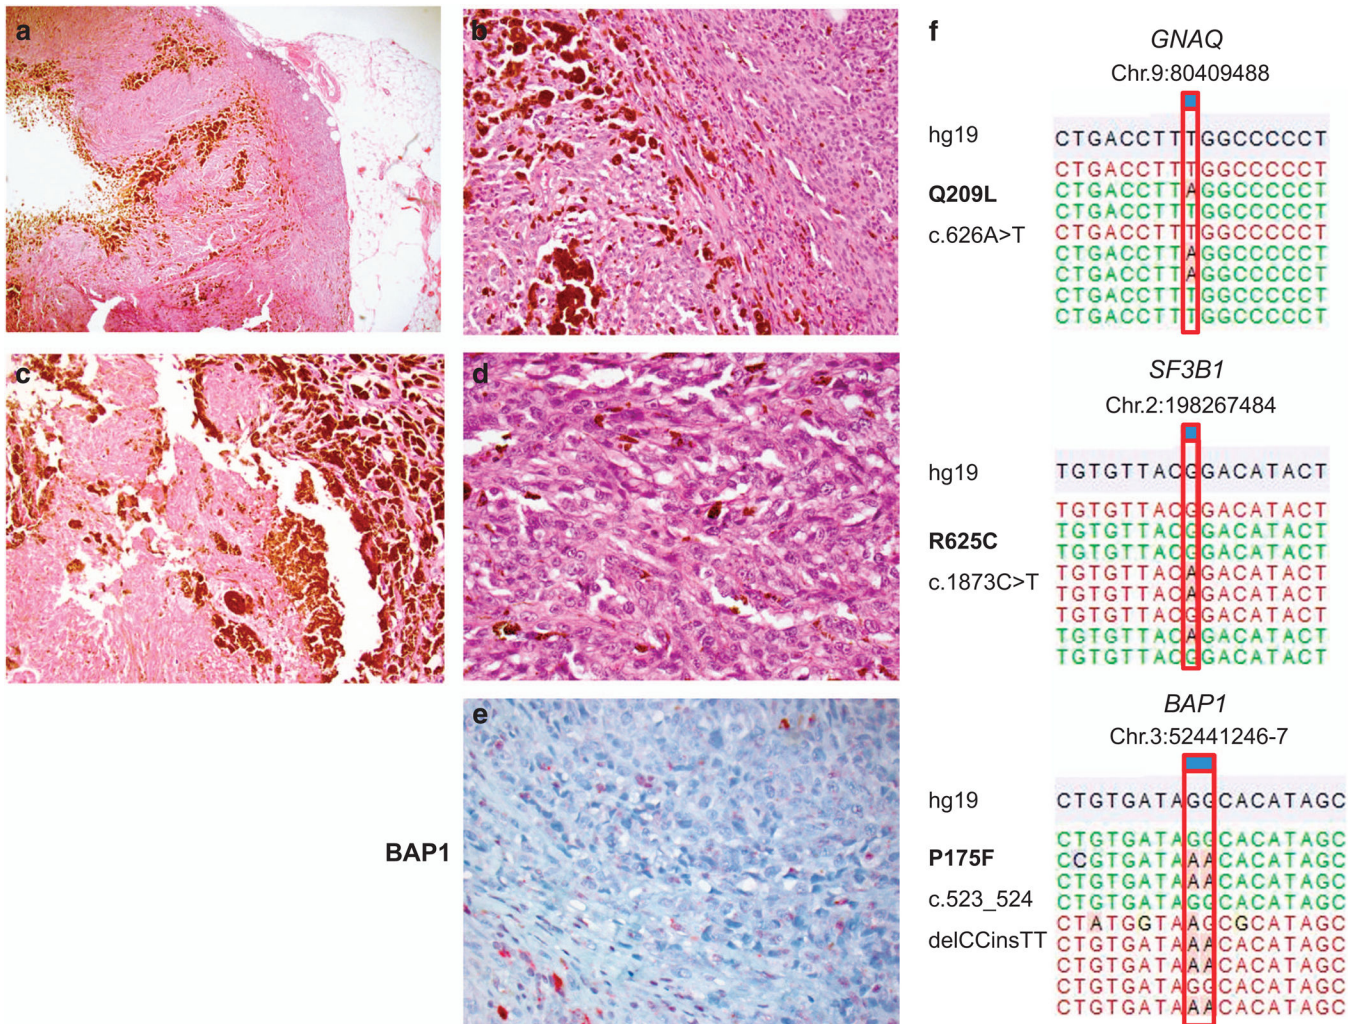 a
b
c
d
e
BAP1
f
GNAQ
Chr.9:80409488
hg19
CTGACCTTTGGCCCCCT
Q209L
c.626A>T
CTGACCTTTGGCCCCCT
CTGACCTTAGGCCCCCT
CTGACCTTTGGCCCCCT
CTGACCTTTGGCCCCCT
CTGACCTTAGGCCCCCT
CTGACCTTAGGCCCCCT
CTGACCTTTGGCCCCCT
CTGACCTTTGGCCCCCT
SF3B1
Chr.2:198267484
hg19
TGTGTTACGGACATACT
R625C
c.1873C>T
TGTGTTACGGACATACT
TGTGTTACGGACATACT
TGTGTTACGGACATACT
TGTGTTACAGACATACT
TGTGTTACAGACATACT
TGTGTTACGGACATACT
TGTGTTACAGACATACT
TGTGTTACGGACATACT
BAP1
Chr.3:52441246-7
hg19
CTGTGATAGGCACATAGC
P175F
c.523_524
delCCinsTT
CTGTGATAGGCACATAGC
CCGTGATAAACACATAGC
CTGTGATAAACACATAGC
CTGTGATAGGCACATAGC
CTATGGTAAGCGCATAGC
CTGTGATAAACACATAGC
CTGTGATAAACACATAGC
CTGTGATAGGCACATAGC
CTGTGATAAACACATAGC